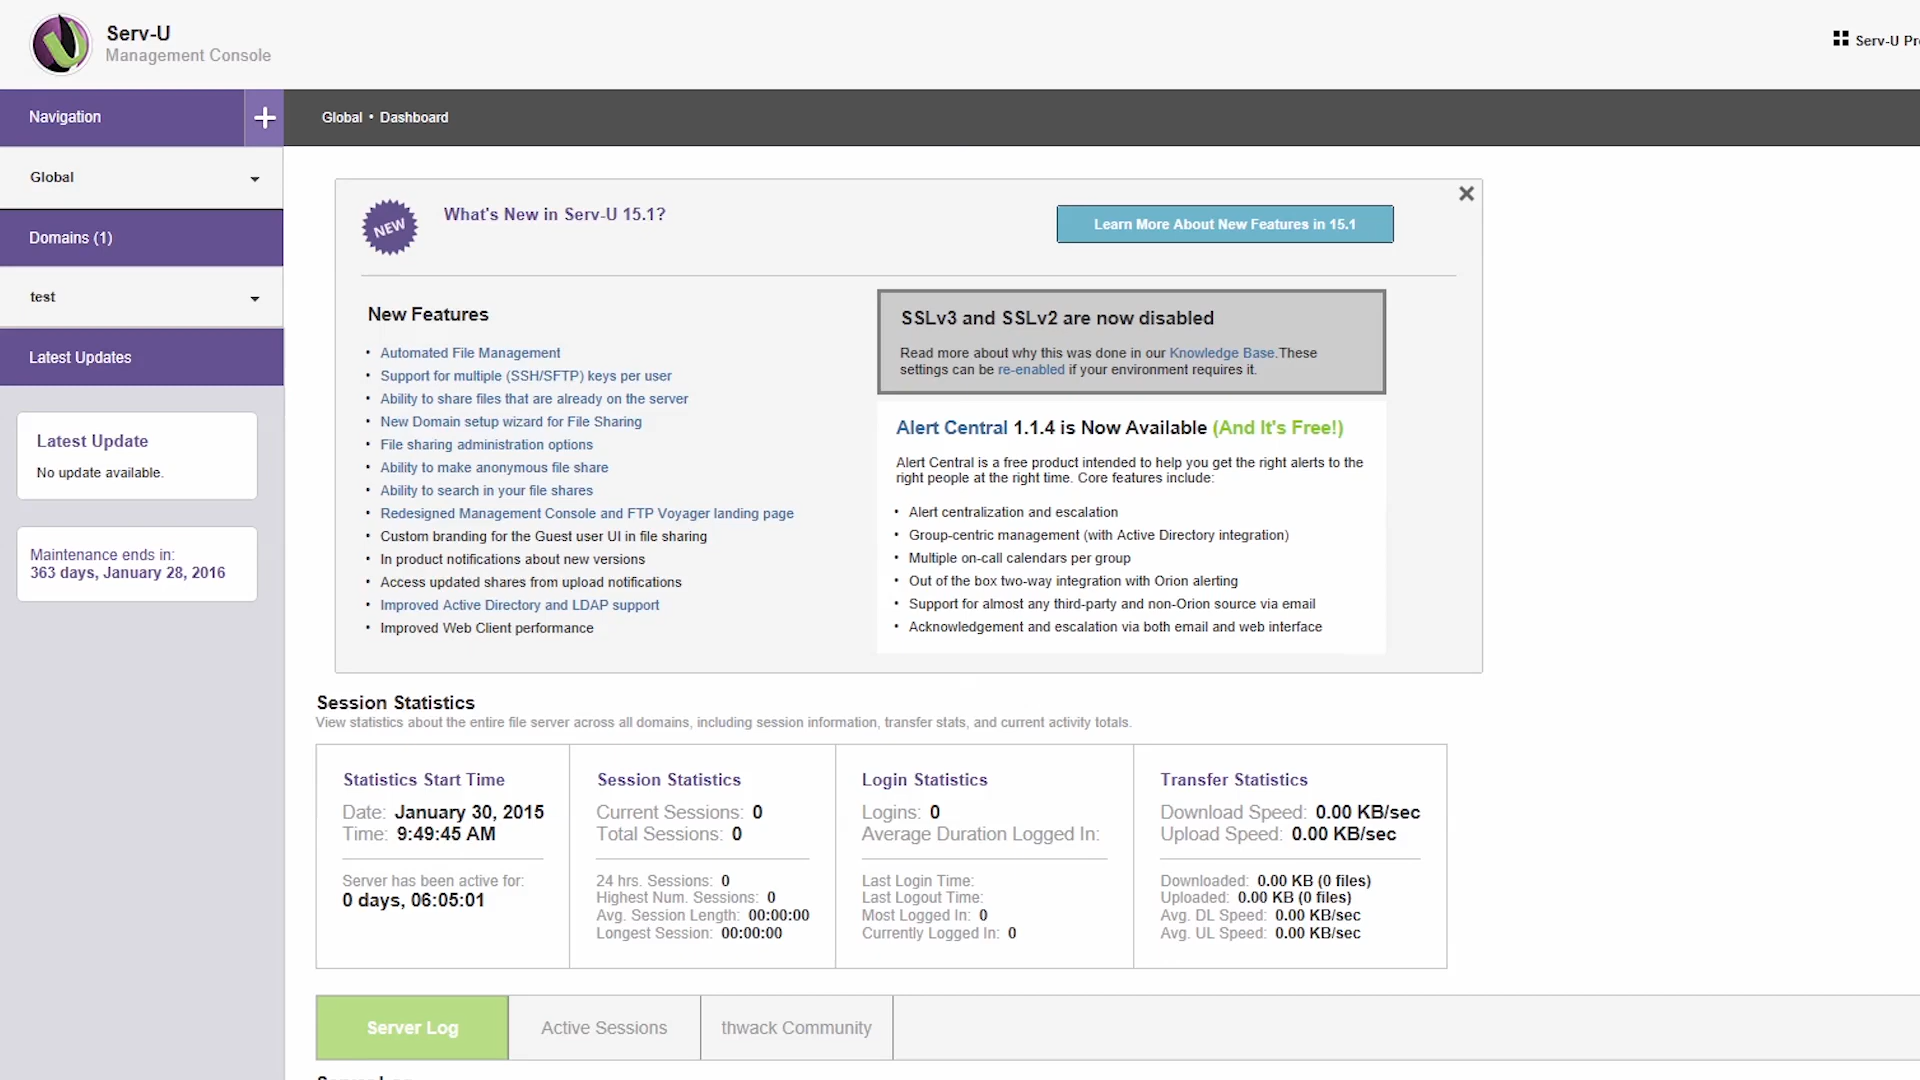 Serv-U
Management Console
Serv-U Pr
Navigation
Global • Dashboard
Global
Domains (1)
test
Latest Updates
Latest Update
No update available.
Maintenance ends in:
363 days, January 28, 2016
NEW
What's New in Serv-U 15.1?
Learn More About New Features in 15.1
New Features
• Automated File Management
• Support for multiple (SSH/SFTP) keys per user
• Ability to share files that are already on the server
• New Domain setup wizard for File Sharing
• File sharing administration options
• Ability to make anonymous file share
• Ability to search in your file shares
• Redesigned Management Console and FTP Voyager landing page
• Custom branding for the Guest user UI in file sharing
• In product notifications about new versions
• Access updated shares from upload notifications
• Improved Active Directory and LDAP support
• Improved Web Client performance
SSLv3 and SSLv2 are now disabled
Read more about why this was done in our Knowledge Base.These
settings can be re-enabled if your environment requires it.
Alert Central 1.1.4 is Now Available (And It's Free!)
Alert Central is a free product intended to help you get the right alerts to the
right people at the right time. Core features include:
• Alert centralization and escalation
• Group-centric management (with Active Directory integration)
• Multiple on-call calendars per group
• Out of the box two-way integration with Orion alerting
• Support for almost any third-party and non-Orion source via email
• Acknowledgement and escalation via both email and web interface
Session Statistics
View statistics about the entire file server across all domains, including session information, transfer stats, and current activity totals.
Statistics Start Time
Date: January 30, 2015
Time: 9:49:45 AM
Server has been active for:
0 days, 06:05:01
Session Statistics
Current Sessions: 0
Total Sessions: 0
24 hrs. Sessions: 0
Highest Num. Sessions: 0
Avg. Session Length: 00:00:00
Longest Session: 00:00:00
Login Statistics
Logins: 0
Average Duration Logged In:
Last Login Time:
Last Logout Time:
Most Logged In: 0
Currently Logged In: 0
Transfer Statistics
Download Speed: 0.00 KB/sec
Upload Speed: 0.00 KB/sec
Downloaded: 0.00 KB (0 files)
Uploaded: 0.00 KB (0 files)
Avg. DL Speed: 0.00 KB/sec
Avg. UL Speed: 0.00 KB/sec
Server Log
Active Sessions
thwack Community